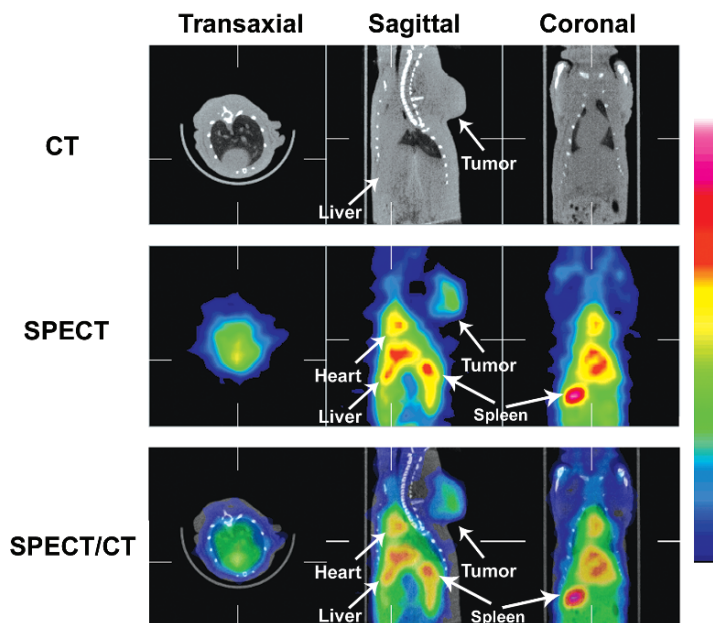 Transaxial Sagittal Coronal
CT
Tumor
Liver
SPECT
Heart
Tumor
Liver
Spleen
SPECT/CT
Heart
Tumor
Liver
Spleen